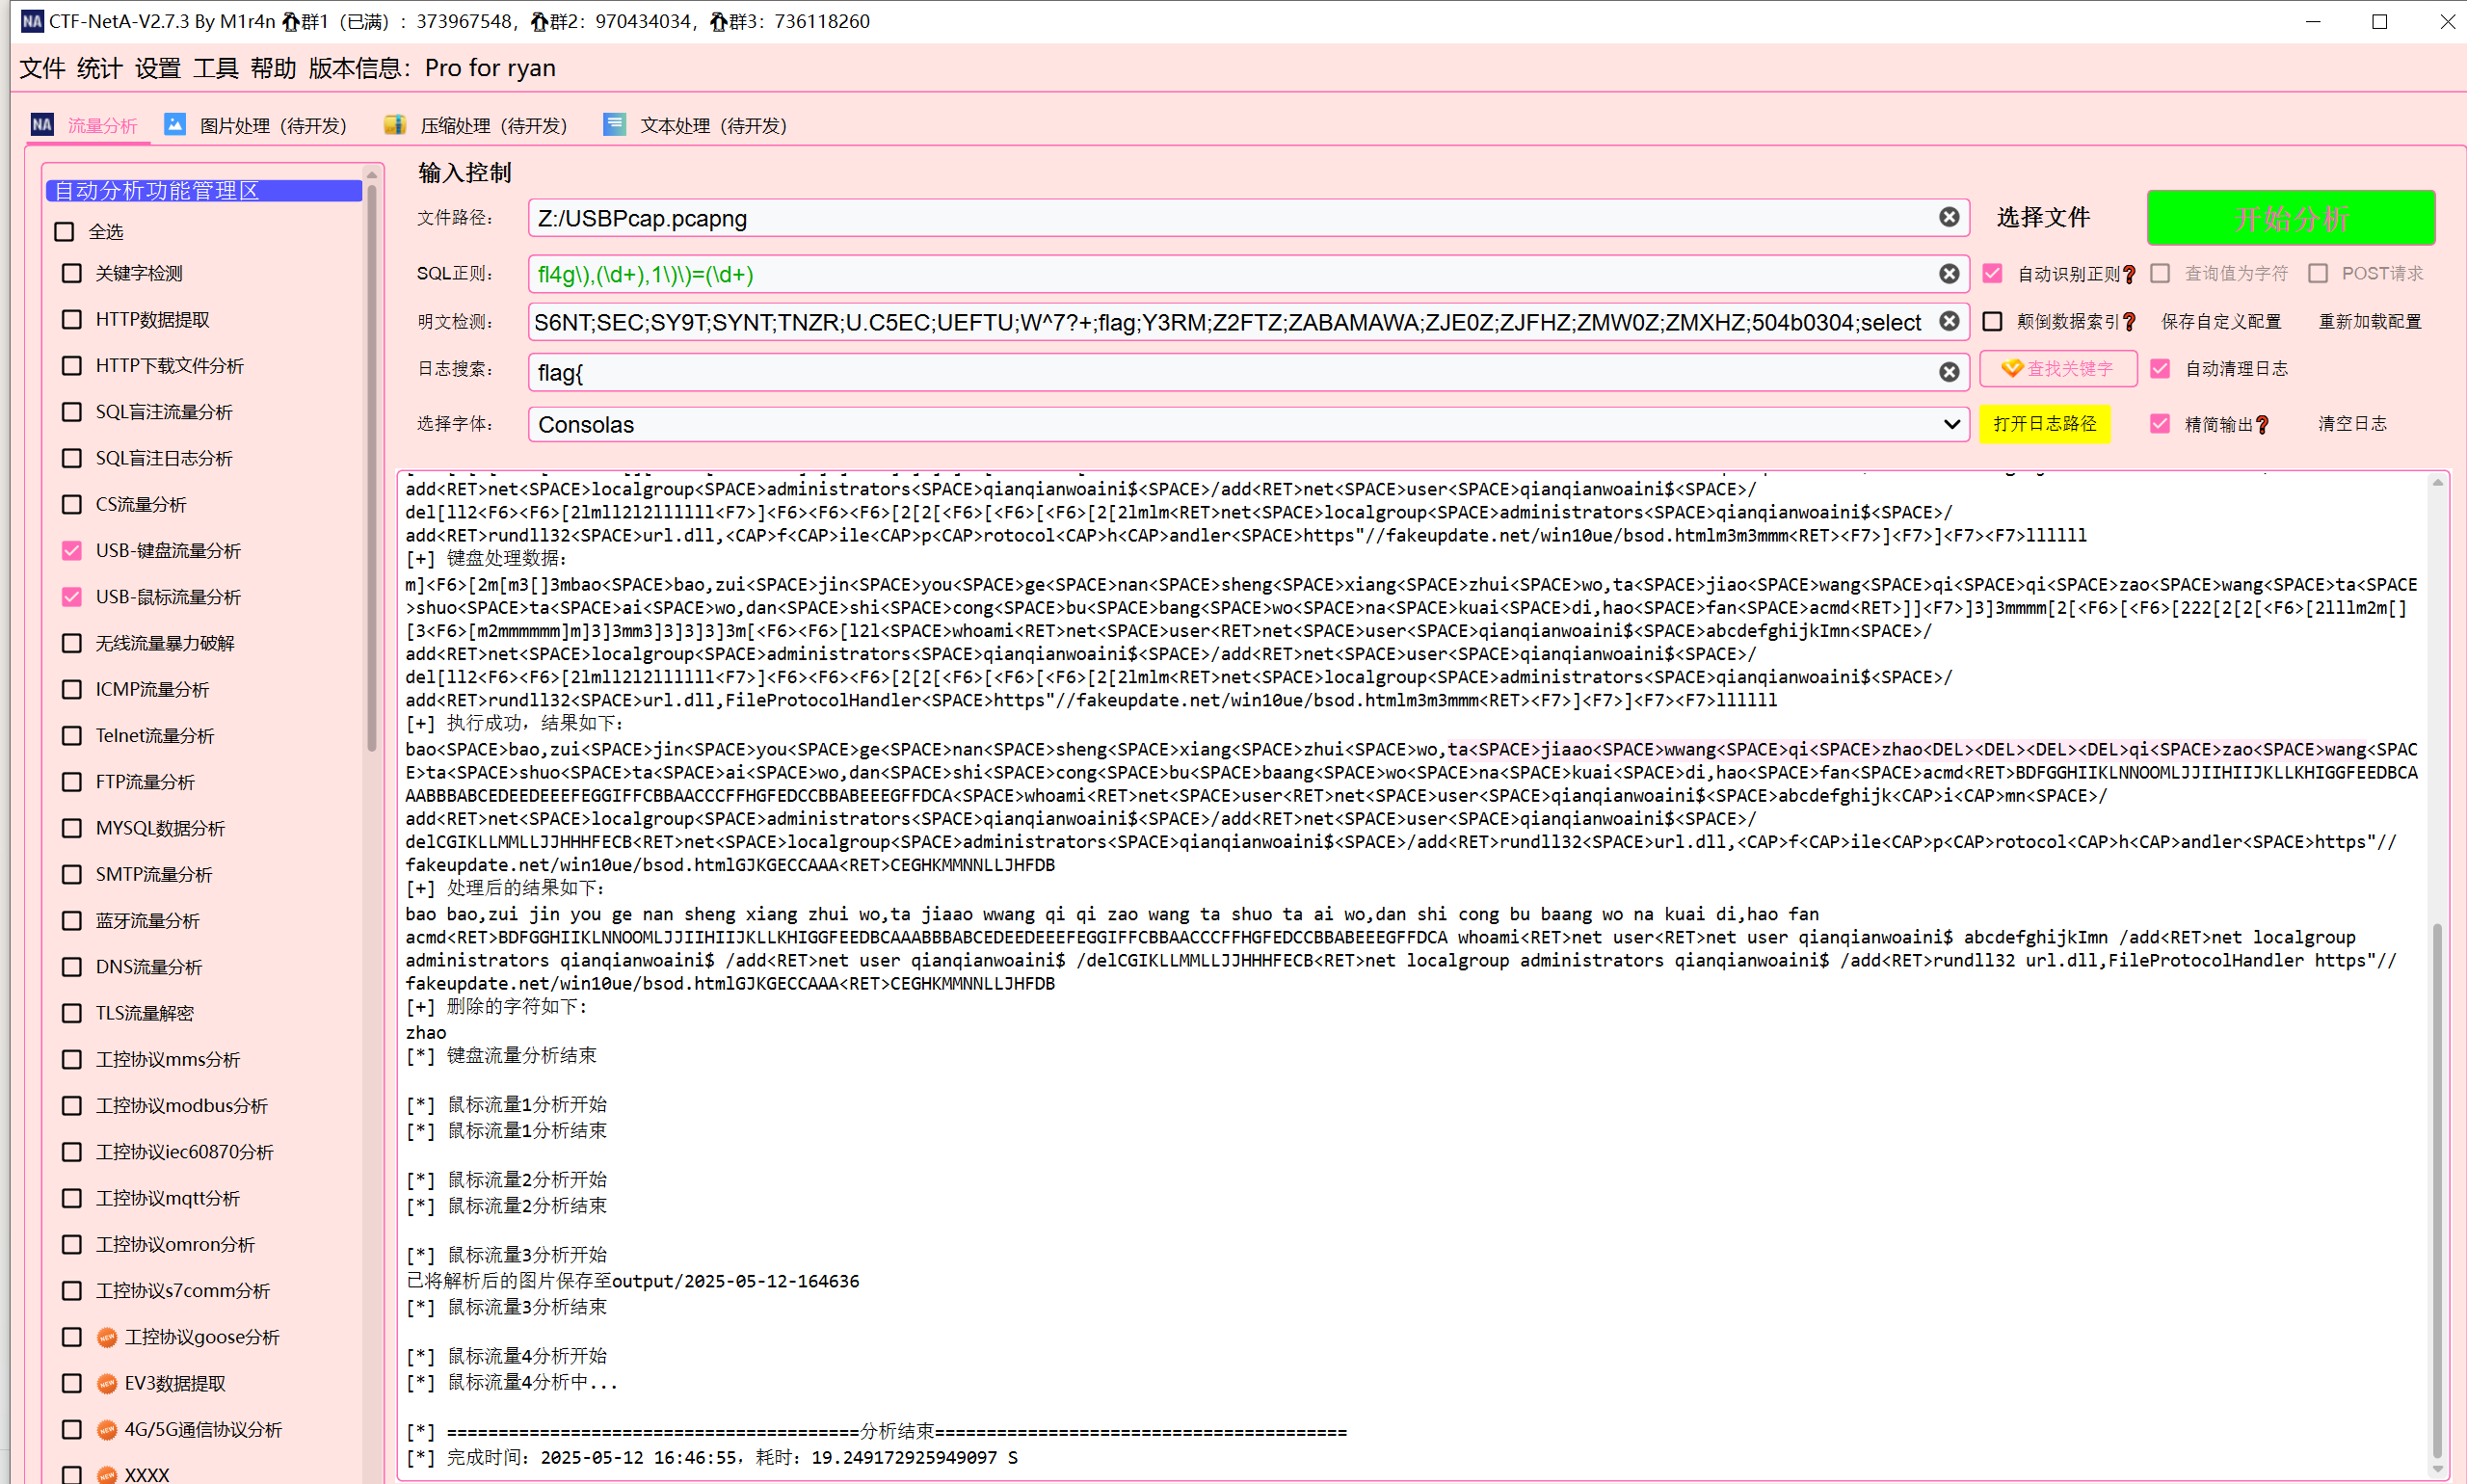 CTF-NetA-V2.7.3 By M1r4n 群1（已满）: 373967548，群2：970434034，群3：736118260
文件 统计 设置 工具 帮助 版本信息：Pro for ryan
流量分析 图片处理（待开发） 压缩处理（待开发） 文本处理（待开发）
自动分析功能管理区
全选
关键字检测
HTTP数据提取
HTTP下载文件分析
SQL盲注流量分析
SQL盲注日志分析
CS流量分析
USB-键盘流量分析
USB-鼠标流量分析
无线流量暴力破解
ICMP流量分析
Telnet流量分析
FTP流量分析
MYSQL数据分析
SMTP流量分析
蓝牙流量分析
DNS流量分析
TLS流量解密
工控协议mms分析
工控协议modbus分析
工控协议iec60870分析
工控协议mqtt分析
工控协议omron分析
工控协议s7comm分析
工控协议goose分析
EV3数据提取
4G/5G通信协议分析
XXXX
输入控制
文件路径： Z:/USBPcap.pcapng 选择文件 开始分析
SQL正则： fl4g\),(\d+),1\)\)=(\d+) 自动识别正则❓ 查询值为字符 POST请求
明文检测： S6NT;SEC;SY9T;SYNT;TNZR;U.C5EC;UEFTU;W^7?+;flag;Y3RM;Z2FTZ;ZABAMAWA;ZJE0Z;ZJFHZ;ZMW0Z;ZMXHZ;504b0304;select 颠倒数据索引❓ 保存自定义配置 重新加载配置
日志搜索： flag{ 查找关键字 自动清理日志
选择字体： Consolas 打开日志路径 精简输出❓ 清空日志
add<RET>net<SPACE>localgroup<SPACE>administrators<SPACE>qianqianwoaini$<SPACE>/add<RET>net<SPACE>user<SPACE>qianqianwoaini$<SPACE>/
del[ll2<F6><F6>[2lmll2l2llllll<F7>]<F6><F6><F6>[2[2[<F6>[<F6>[<F6>[2[2lmlm<RET>net<SPACE>localgroup<SPACE>administrators<SPACE>qianqianwoaini$<SPACE>/
add<RET>rundll32<SPACE>url.dll,<CAP>f<CAP>ile<CAP>p<CAP>rotocol<CAP>h<CAP>andler<SPACE>https"//fakeupdate.net/win10ue/bsod.htmlm3m3mmm<RET><F7>]<F7>]<F7><F7>llllll
[+] 键盘处理数据：
m]<F6>[2m[m3[]3mbao<SPACE>bao,zui<SPACE>jin<SPACE>you<SPACE>ge<SPACE>nan<SPACE>sheng<SPACE>xiang<SPACE>zhui<SPACE>wo,ta<SPACE>jiao<SPACE>wang<SPACE>qi<SPACE>qi<SPACE>zao<SPACE>wang<SPACE>ta<SPACE
>shuo<SPACE>ta<SPACE>ai<SPACE>wo,dan<SPACE>shi<SPACE>cong<SPACE>bu<SPACE>bang<SPACE>wo<SPACE>na<SPACE>kuai<SPACE>di,hao<SPACE>fan<SPACE>acmd<RET>]]<F7>]3]3mmmm[2[<F6>[<F6>[222[2[2[<F6>[2lllm2m[]
[3<F6>[m2mmmmmm]m]3]3mm3]3]3]3]3m[<F6><F6>[l2l<SPACE>whoami<RET>net<SPACE>user<RET>net<SPACE>user<SPACE>qianqianwoaini$<SPACE>abcdefghijkImn<SPACE>/
add<RET>net<SPACE>localgroup<SPACE>administrators<SPACE>qianqianwoaini$<SPACE>/add<RET>net<SPACE>user<SPACE>qianqianwoaini$<SPACE>/
del[ll2<F6><F6>[2lmll2l2llllll<F7>]<F6><F6><F6>[2[2[<F6>[<F6>[<F6>[2[2lmlm<RET>net<SPACE>localgroup<SPACE>administrators<SPACE>qianqianwoaini$<SPACE>/
add<RET>rundll32<SPACE>url.dll,FileProtocolHandler<SPACE>https"//fakeupdate.net/win10ue/bsod.htmlm3m3mmm<RET><F7>]<F7>]<F7><F7>llllll
[+] 执行成功，结果如下：
bao<SPACE>bao,zui<SPACE>jin<SPACE>you<SPACE>ge<SPACE>nan<SPACE>sheng<SPACE>xiang<SPACE>zhui<SPACE>wo,ta<SPACE>jiaao<SPACE>wwang<SPACE>qi<SPACE>zhao<DEL><DEL><DEL><DEL>qi<SPACE>zao<SPACE>wang<SPAC
E>ta<SPACE>shuo<SPACE>ta<SPACE>ai<SPACE>wo,dan<SPACE>shi<SPACE>cong<SPACE>bu<SPACE>baang<SPACE>wo<SPACE>na<SPACE>kuai<SPACE>di,hao<SPACE>fan<SPACE>acmd<RET>BDFGGHIIKLNNOOMLJJIIHIIJKLLKHIGGFEEDBCA
AABBBABCEDEEDEEEFEGGIFFCBBAACCCFFHGFEDCCBBABEEEGFFDCA<SPACE>whoami<RET>net<SPACE>user<RET>net<SPACE>user<SPACE>qianqianwoaini$<SPACE>abcdefghijk<CAP>i<CAP>mn<SPACE>/
add<RET>net<SPACE>localgroup<SPACE>administrators<SPACE>qianqianwoaini$<SPACE>/add<RET>net<SPACE>user<SPACE>qianqianwoaini$<SPACE>/
delCGIKLLMMLLJJHHHFECB<RET>net<SPACE>localgroup<SPACE>administrators<SPACE>qianqianwoaini$<SPACE>/add<RET>rundll32<SPACE>url.dll,<CAP>f<CAP>ile<CAP>p<CAP>rotocol<CAP>h<CAP>andler<SPACE>https"//
fakeupdate.net/win10ue/bsod.htmlGJKGECCAAA<RET>CEGHKMMNNLLJHFDB
[+] 处理后的结果如下：
bao bao,zui jin you ge nan sheng xiang zhui wo,ta jiaao wwang qi qi zao wang ta shuo ta ai wo,dan shi cong bu baang wo na kuai di,hao fan
acmd<RET>BDFGGHIIKLNNOOMLJJIIHIIJKLLKHIGGFEEDBCAAABBBABCEDEEDEEEFEGGIFFCBBAACCCFFHGFEDCCBBABEEEGFFDCA whoami<RET>net user<RET>net user qianqianwoaini$ abcdefghijkImn /add<RET>net localgroup
administrators qianqianwoaini$ /add<RET>net user qianqianwoaini$ /delCGIKLLMMLLJJHHHFECB<RET>net localgroup administrators qianqianwoaini$ /add<RET>rundll32 url.dll,FileProtocolHandler https"//
fakeupdate.net/win10ue/bsod.htmlGJKGECCAAA<RET>CEGHKMMNNLLJHFDB
[+] 删除的字符如下：
zhao
[*] 键盘流量分析结束
[*] 鼠标流量1分析开始
[*] 鼠标流量1分析结束
[*] 鼠标流量2分析开始
[*] 鼠标流量2分析结束
[*] 鼠标流量3分析开始
已将解析后的图片保存至output/2025-05-12-164636
[*] 鼠标流量3分析结束
[*] 鼠标流量4分析开始
[*] 鼠标流量4分析中...
[*] ========================================分析结束========================================
[*] 完成时间：2025-05-12 16:46:55，耗时：19.249172925949097 S